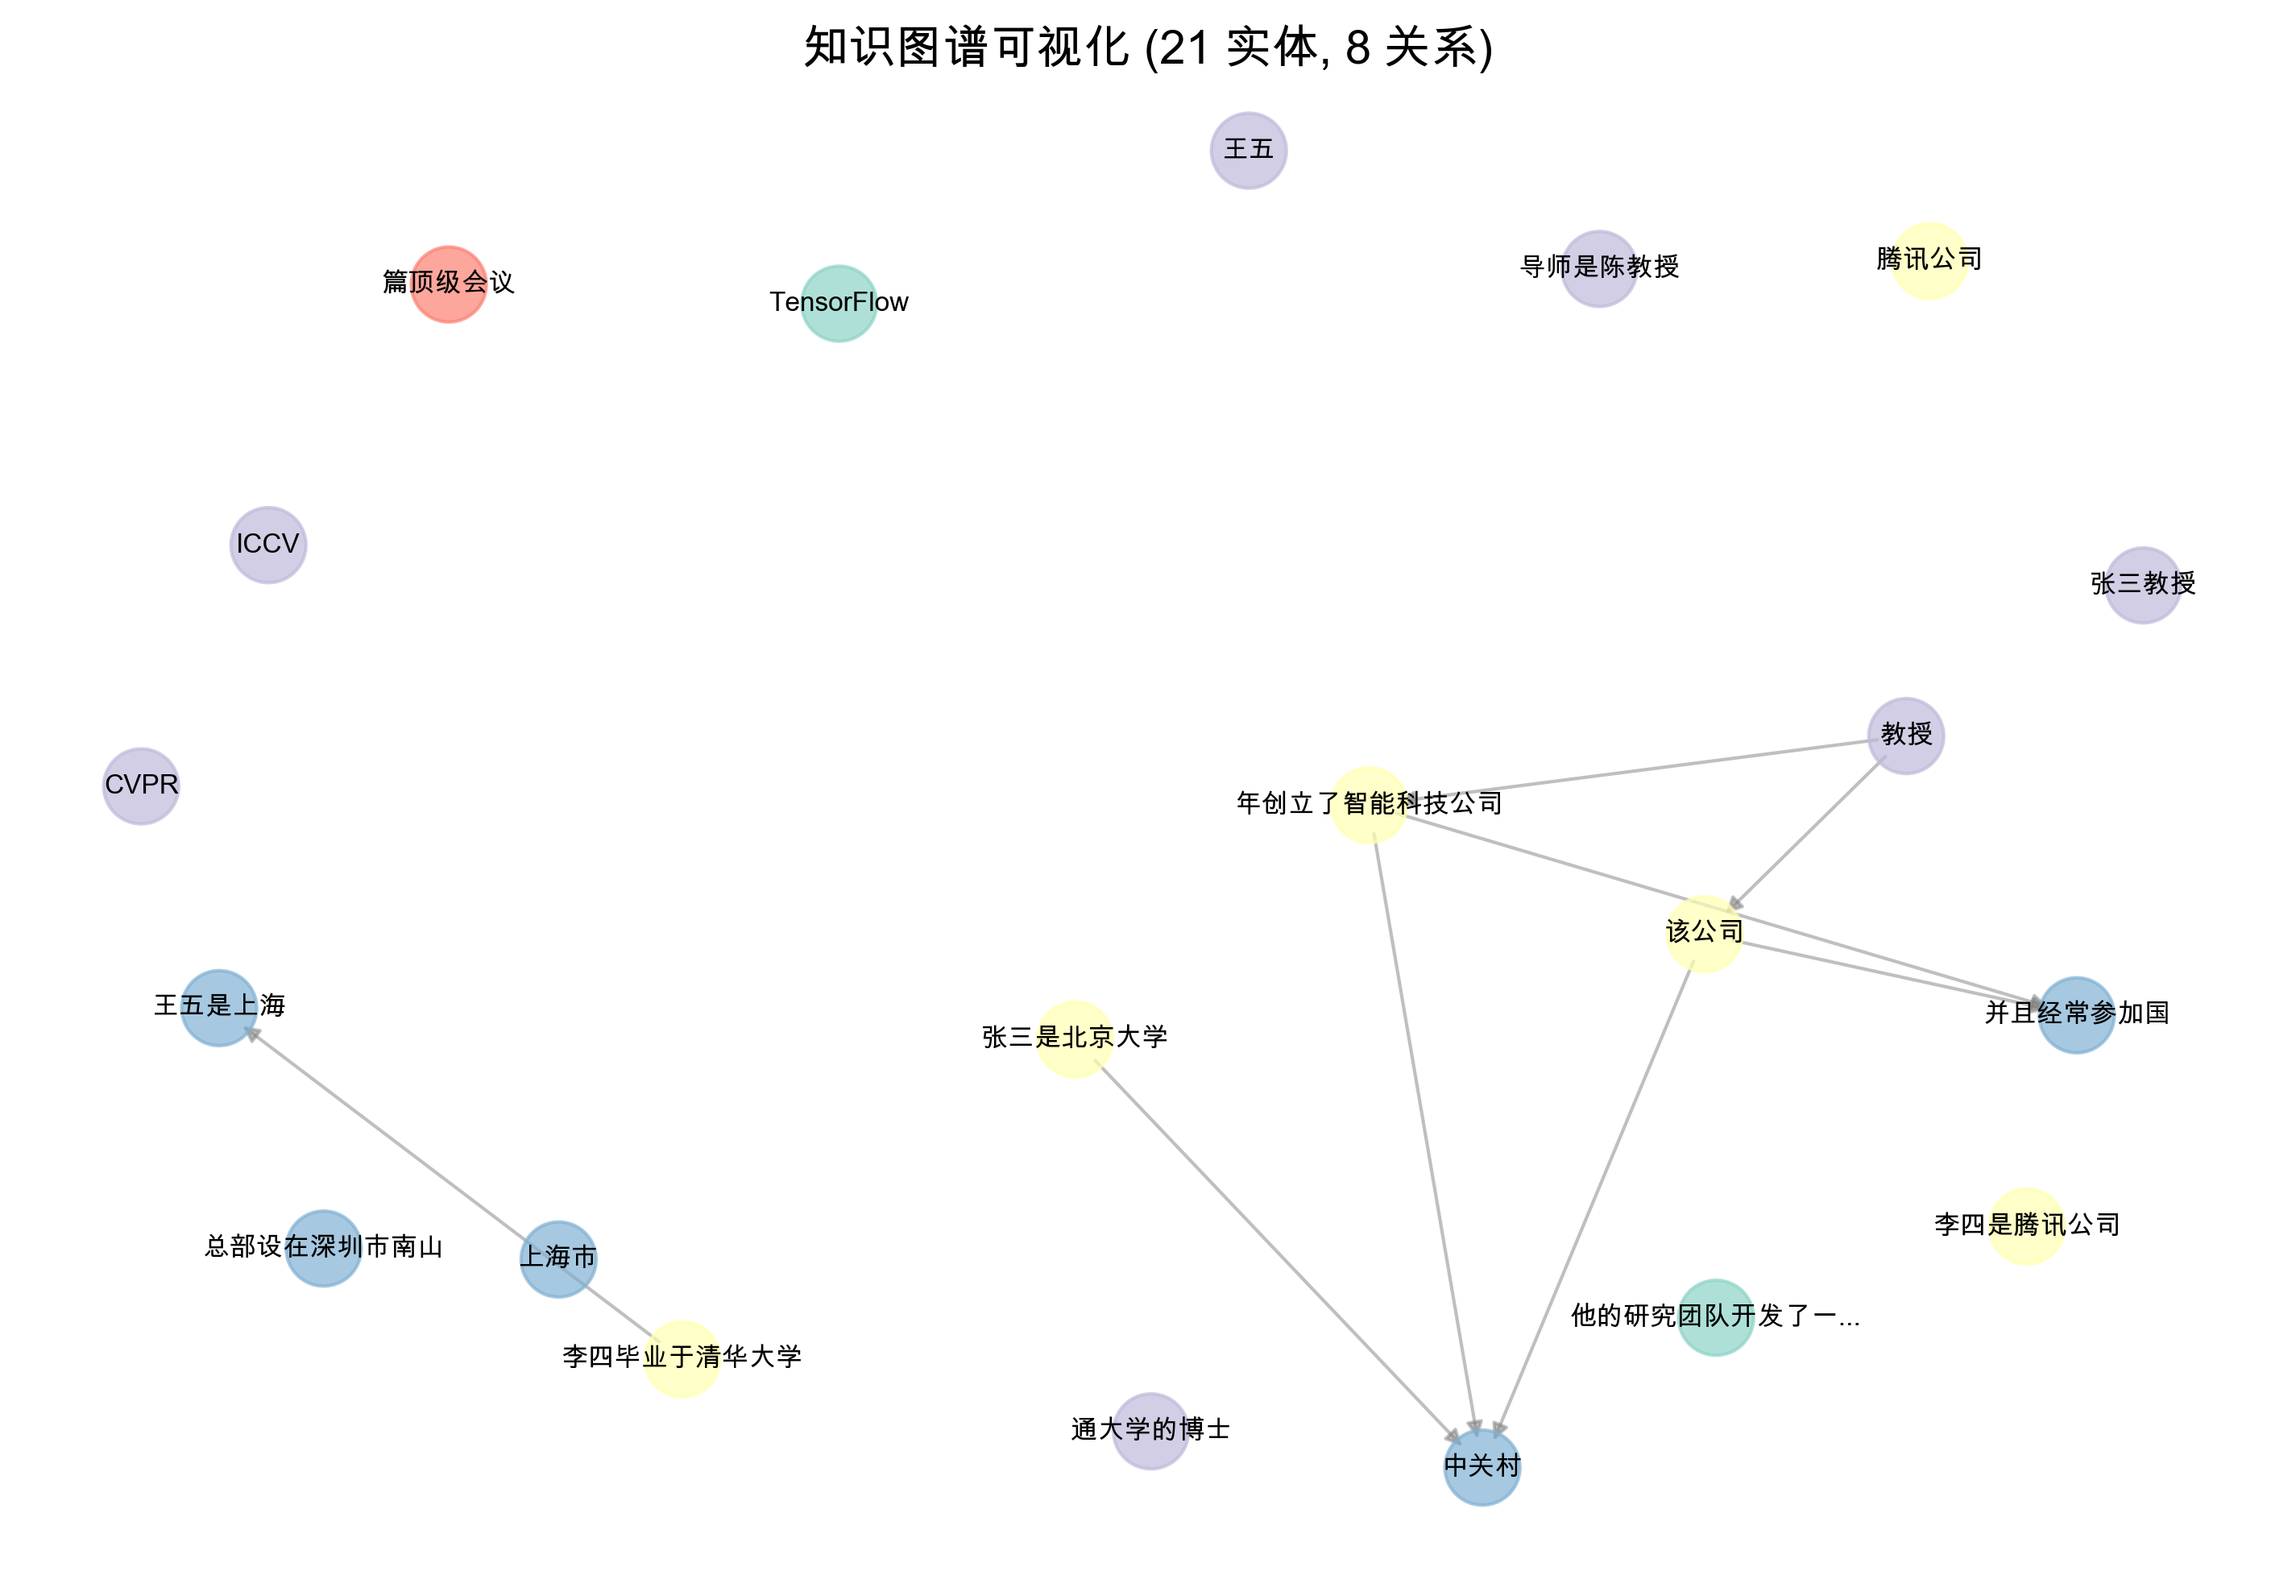 知识图谱可视化 (21 实体, 8 关系)
王五
腾讯公司
导师是陈教授
篇顶级会议
TensorFlow
ICCV
张三教授
教授
CVPR
年创立了智能科技公司
该公司
王五是上海
并且经常参加国
张三是北京大学
李四是腾讯公司
总部设在深圳市南山
上海市
他的研究团队开发了一...
李四毕业于清华大学
通大学的博士
中关村